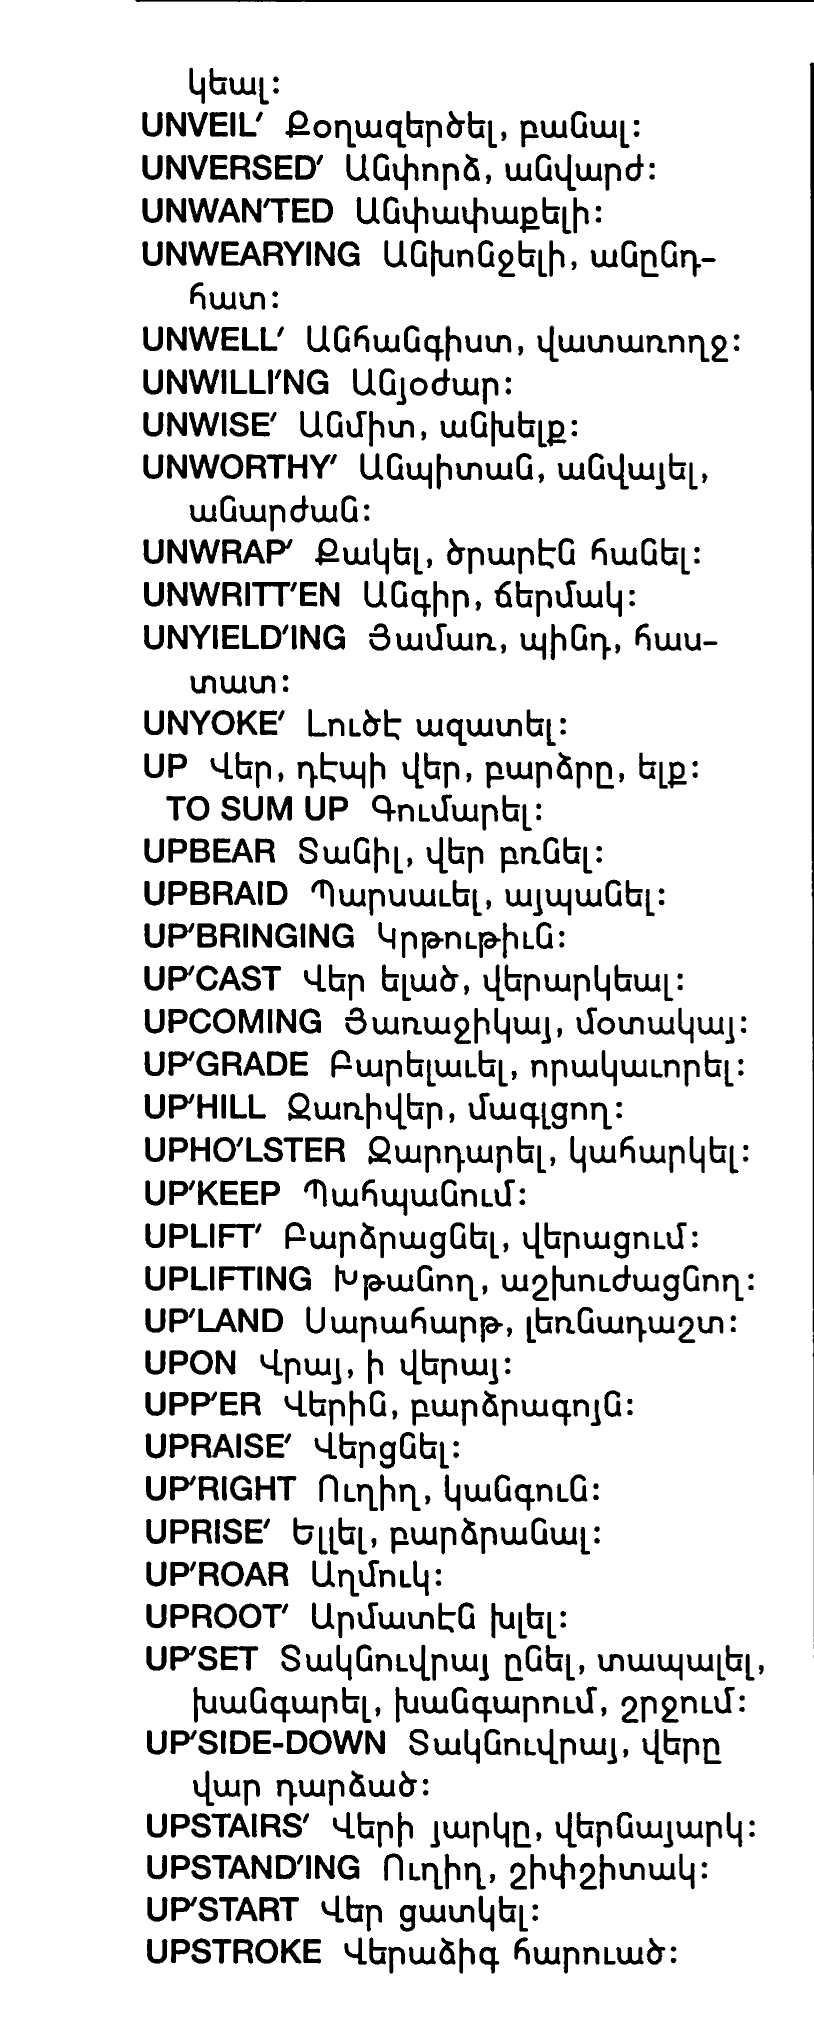 կեալ:
UNVEIL′ Քօղազերծել, բանալ:
UNVERSED′ Անփորձ, անվարժ:
UNWAN′TED Անփափաքելի:
UNWEARYING Անխոնջելի, անընդ-
հատ:
UNWELL′ Անհանգիստ, վատառողջ:
UNWILLI′NG Անյօժար:
UNWISE′ Անմիտ, անխելք:
UNWORTHY′ Անպիտան, անվայել,
անարժան:
UNWRAP′ Քակել, ծրարէն հանել:
UNWRITT′EN Անգիր, ճերմակ:
UNYIELD′ING Յամառ, պինդ, հաս-
տատ:
UNYOKE′ Լուծէ ազատել:
UP Վեր, դէպի վեր, բարձրը, ելք:
TO SUM UP Գումարել:
UPBEAR Տանիլ, վեր բռնել:
UPBRAID Պարսաւել, այպանել:
UP′BRINGING Կրթութիւն:
UP′CAST Վեր ելած, վերարկեալ:
UPCOMING Յառաջիկայ, մօտակայ:
UP′GRADE Բարելաւել, որակաւորել:
UP′HILL Զառիվեր, մագլցող:
UPHO′LSTER Զարդարել, կահարկել:
UP′KEEP Պահպանում:
UPLIFT′ Բարձրացնել, վերացում:
UPLIFTING Խթանող, աշխուժացնող:
UP′LAND Սարահարթ, լեռնադաշտ:
UPON Վրայ, ի վերայ:
UPP′ER Վերին, բարձրագոյն:
UPRAISE′ Վերցնել:
UP′RIGHT Ուղիղ, կանգուն:
UPRISE′ Ելլել, բարձրանալ:
UP′ROAR Աղմուկ:
UPROOT′ Արմատէն խլել:
UP′SET Տակնուվրայ ընել, տապալել,
խանգարել, խանգարում, շրջում:
UP′SIDE-DOWN Տակնուվրայ, վերը
վար դարձած:
UPSTAIRS′ Վերի յարկը, վերնայարկ:
UPSTAND′ING Ուղիղ, շիփշիտակ:
UP′START Վեր ցատկել:
UPSTROKE Վերաձիգ հարուած: